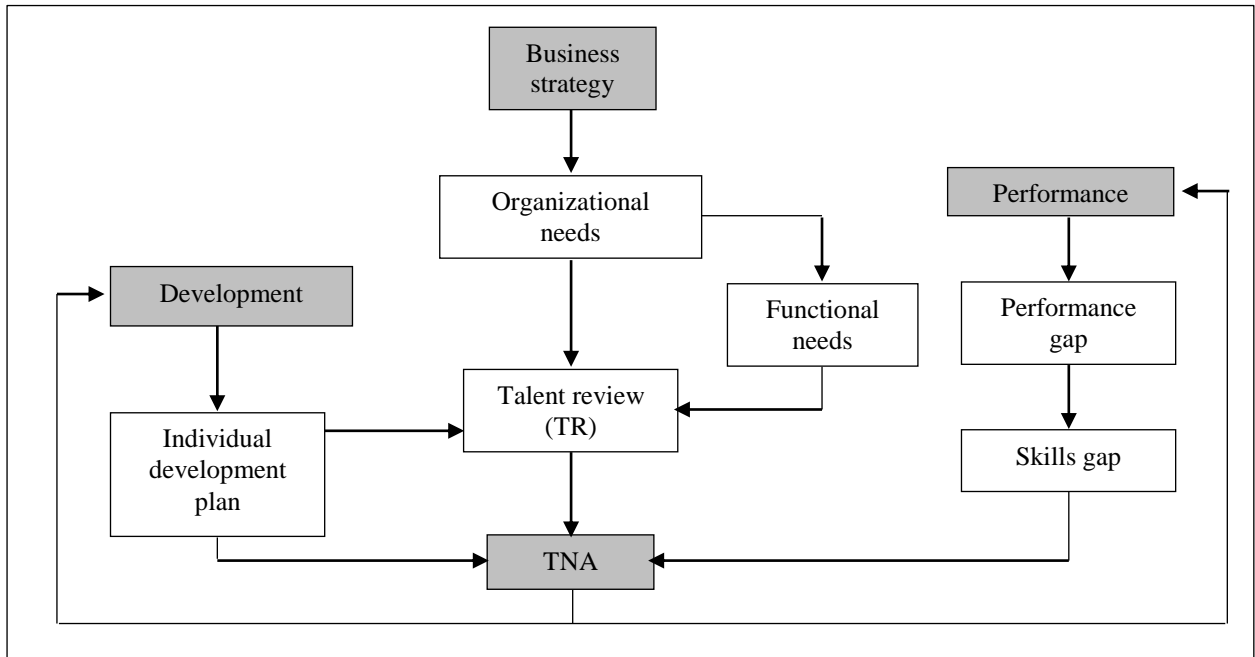 Business
strategy
Organizational
needs
Performance
Development
Functional
needs
Performance
gap
Talent review
(TR)
Individual
development
plan
Skills gap
TNA